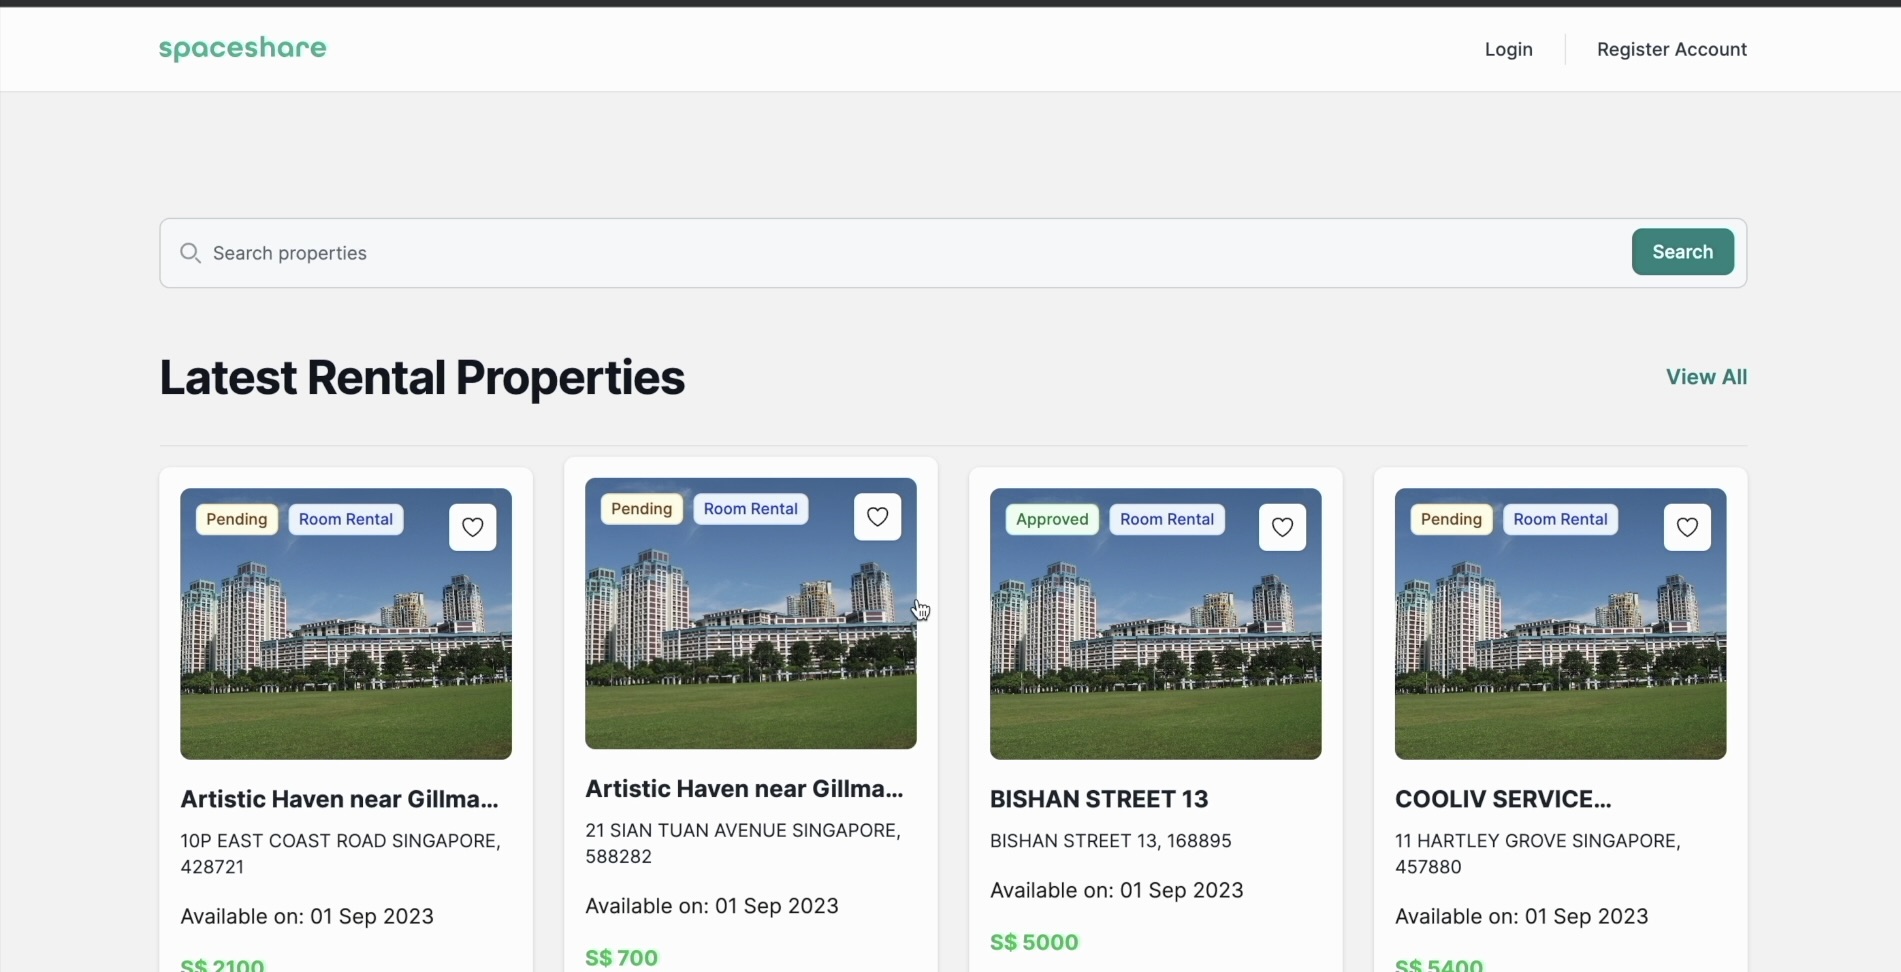 spaceshare
Login
Register Account
Search properties
Search
Latest Rental Properties
View All
Pending
Room Rental
Artistic Haven near Gillma...
10P EAST COAST ROAD SINGAPORE,
428721
Available on: 01 Sep 2023
S$ 2100
Pending
Room Rental
Artistic Haven near Gillma...
21 SIAN TUAN AVENUE SINGAPORE,
588282
Available on: 01 Sep 2023
S$ 700
Approved
Room Rental
BISHAN STREET 13
BISHAN STREET 13, 168895
Available on: 01 Sep 2023
S$ 5000
Pending
Room Rental
COOLIV SERVICE...
11 HARTLEY GROVE SINGAPORE,
457880
Available on: 01 Sep 2023
S$ 5400